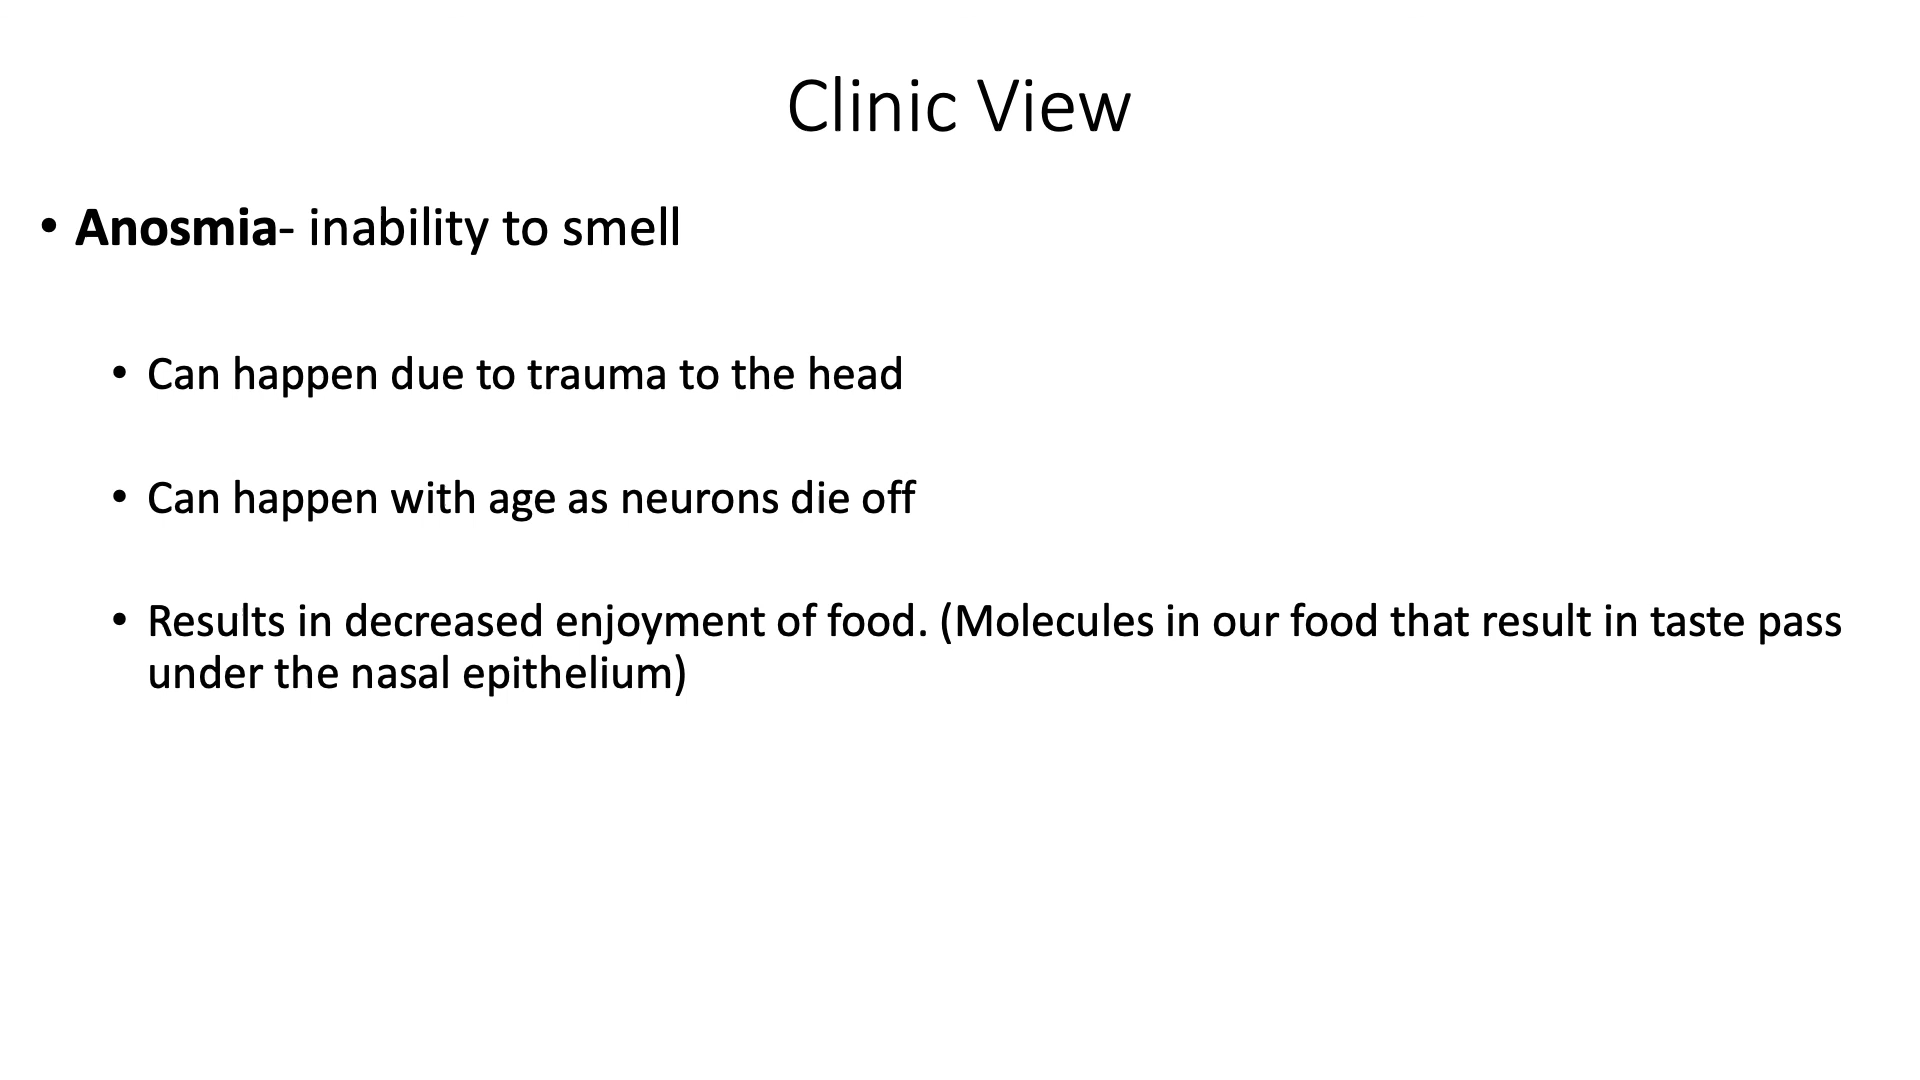 Clinic View
• Anosmia- inability to smell
• Can happen due to trauma to the head
• Can happen with age as neurons die off
• Results in decreased enjoyment of food. (Molecules in our food that result in taste pass
under the nasal epithelium)